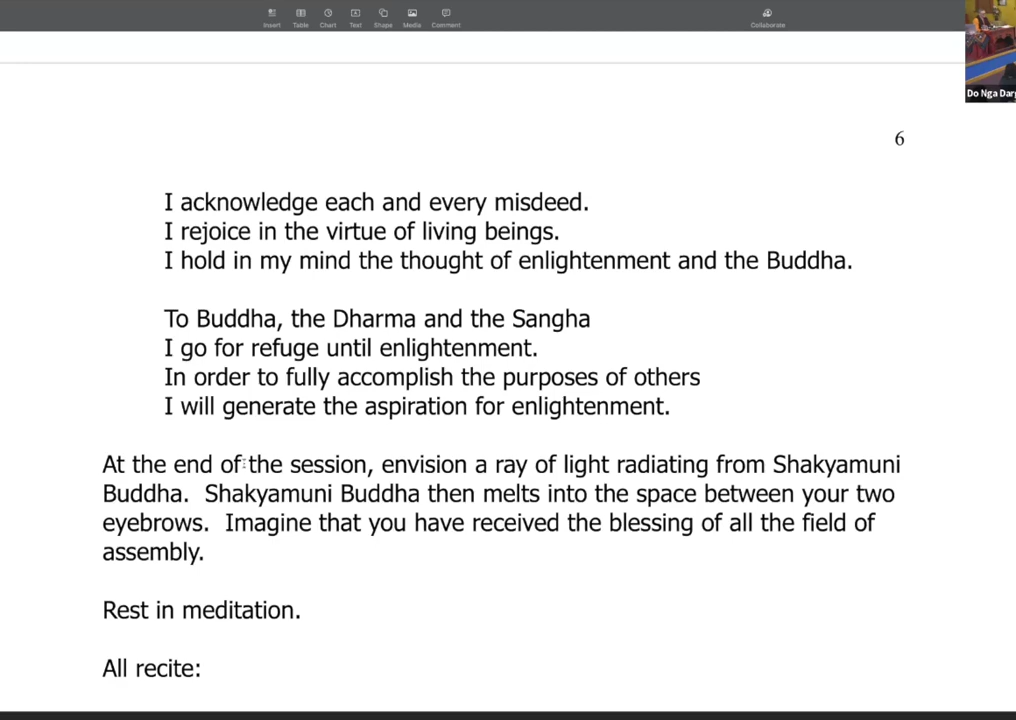 Insert Table Chart Text Shape Media Comment Collaborate
Do Nga Dar
6
I acknowledge each and every misdeed.
I rejoice in the virtue of living beings.
I hold in my mind the thought of enlightenment and the Buddha.
To Buddha, the Dharma and the Sangha
I go for refuge until enlightenment.
In order to fully accomplish the purposes of others
I will generate the aspiration for enlightenment.
At the end of the session, envision a ray of light radiating from Shakyamuni
Buddha.  Shakyamuni Buddha then melts into the space between your two
eyebrows.  Imagine that you have received the blessing of all the field of
assembly.
Rest in meditation.
All recite: